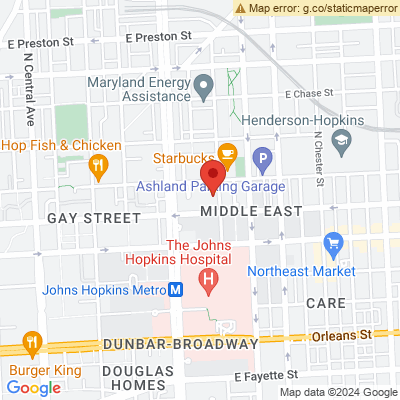 Map error: g.co/staticmaperror
E Preston St
E Preston St
N Central Ave
Maryland Energy
Assistance
E Chase St
Henderson-Hopkins
N Chester St
Hop Fish & Chicken
Starbucks
P
Ashland Parking Garage
GAY STREET
MIDDLE EAST
The Johns
Hopkins Hospital
H
Northeast Market
Johns Hopkins Metro
M
CARE
Orleans St
DUNBAR-BROADWAY
Burger King
DOUGLAS
HOMES
E Fayette St
Google
Map data ©2024 Google